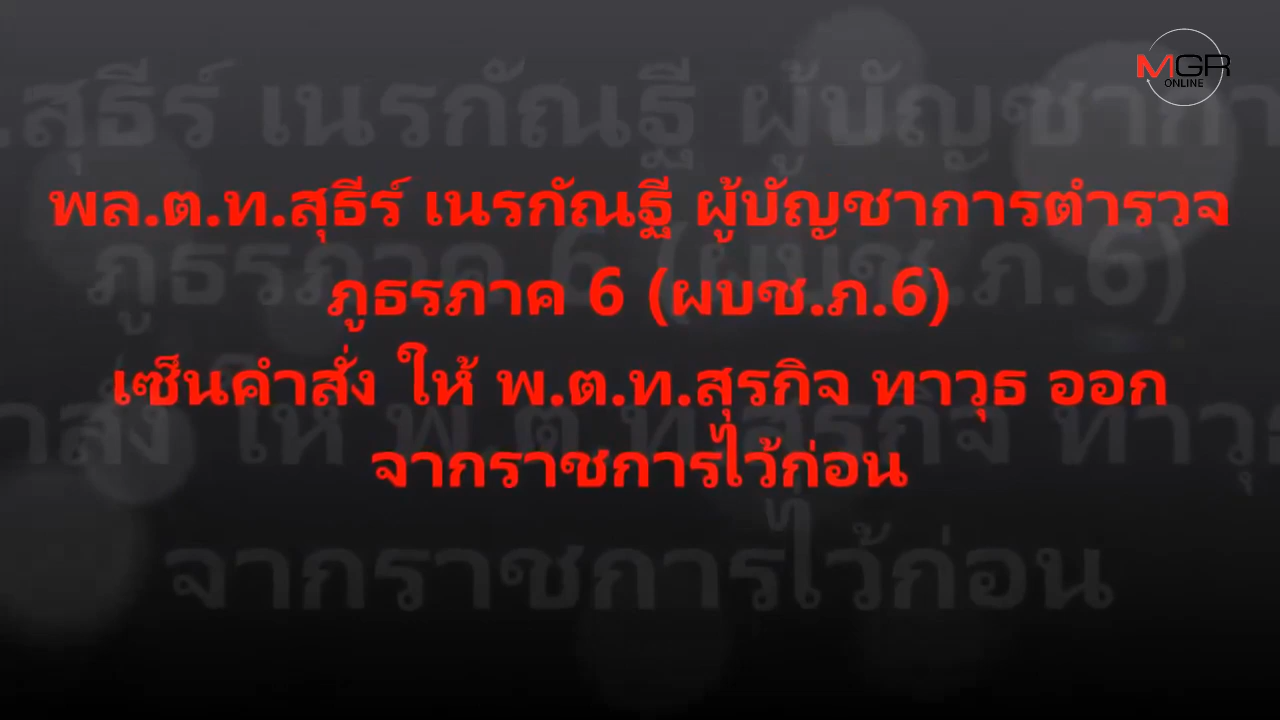 MGR
ONLINE
พล.ต.ท.สุธีร์ เนรกัณฐี ผู้บัญชาการตำรวจ
ภูธรภาค 6 (ผบช.ภ.6)
เซ็นคำสั่ง ให้ พ.ต.ท.สุรกิจ ทาวุธ ออก
จากราชการไว้ก่อน